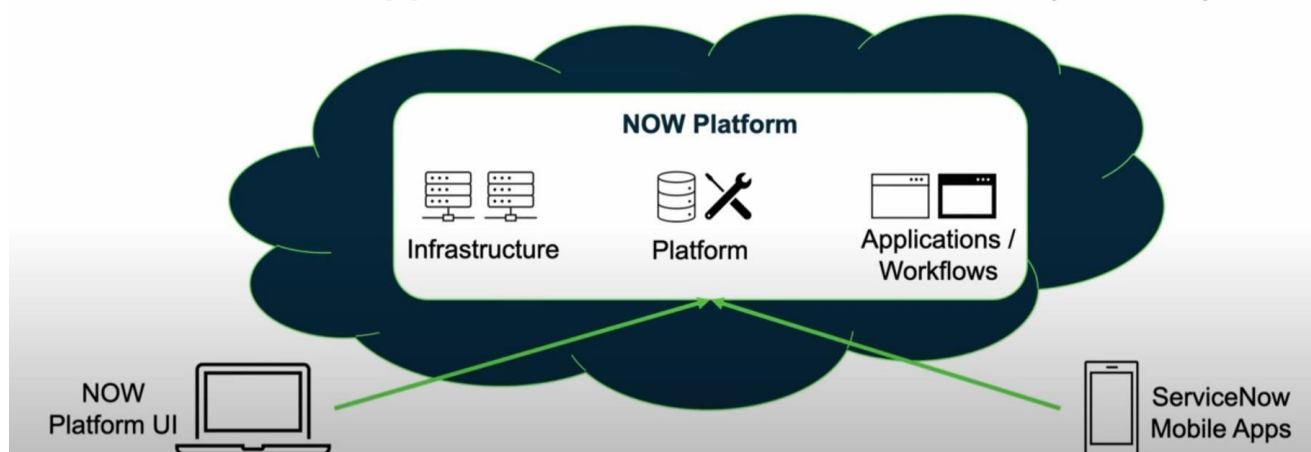 NOW Platform
Infrastructure
Platform
Applications /
Workflows
NOW
Platform UI
ServiceNow
Mobile Apps